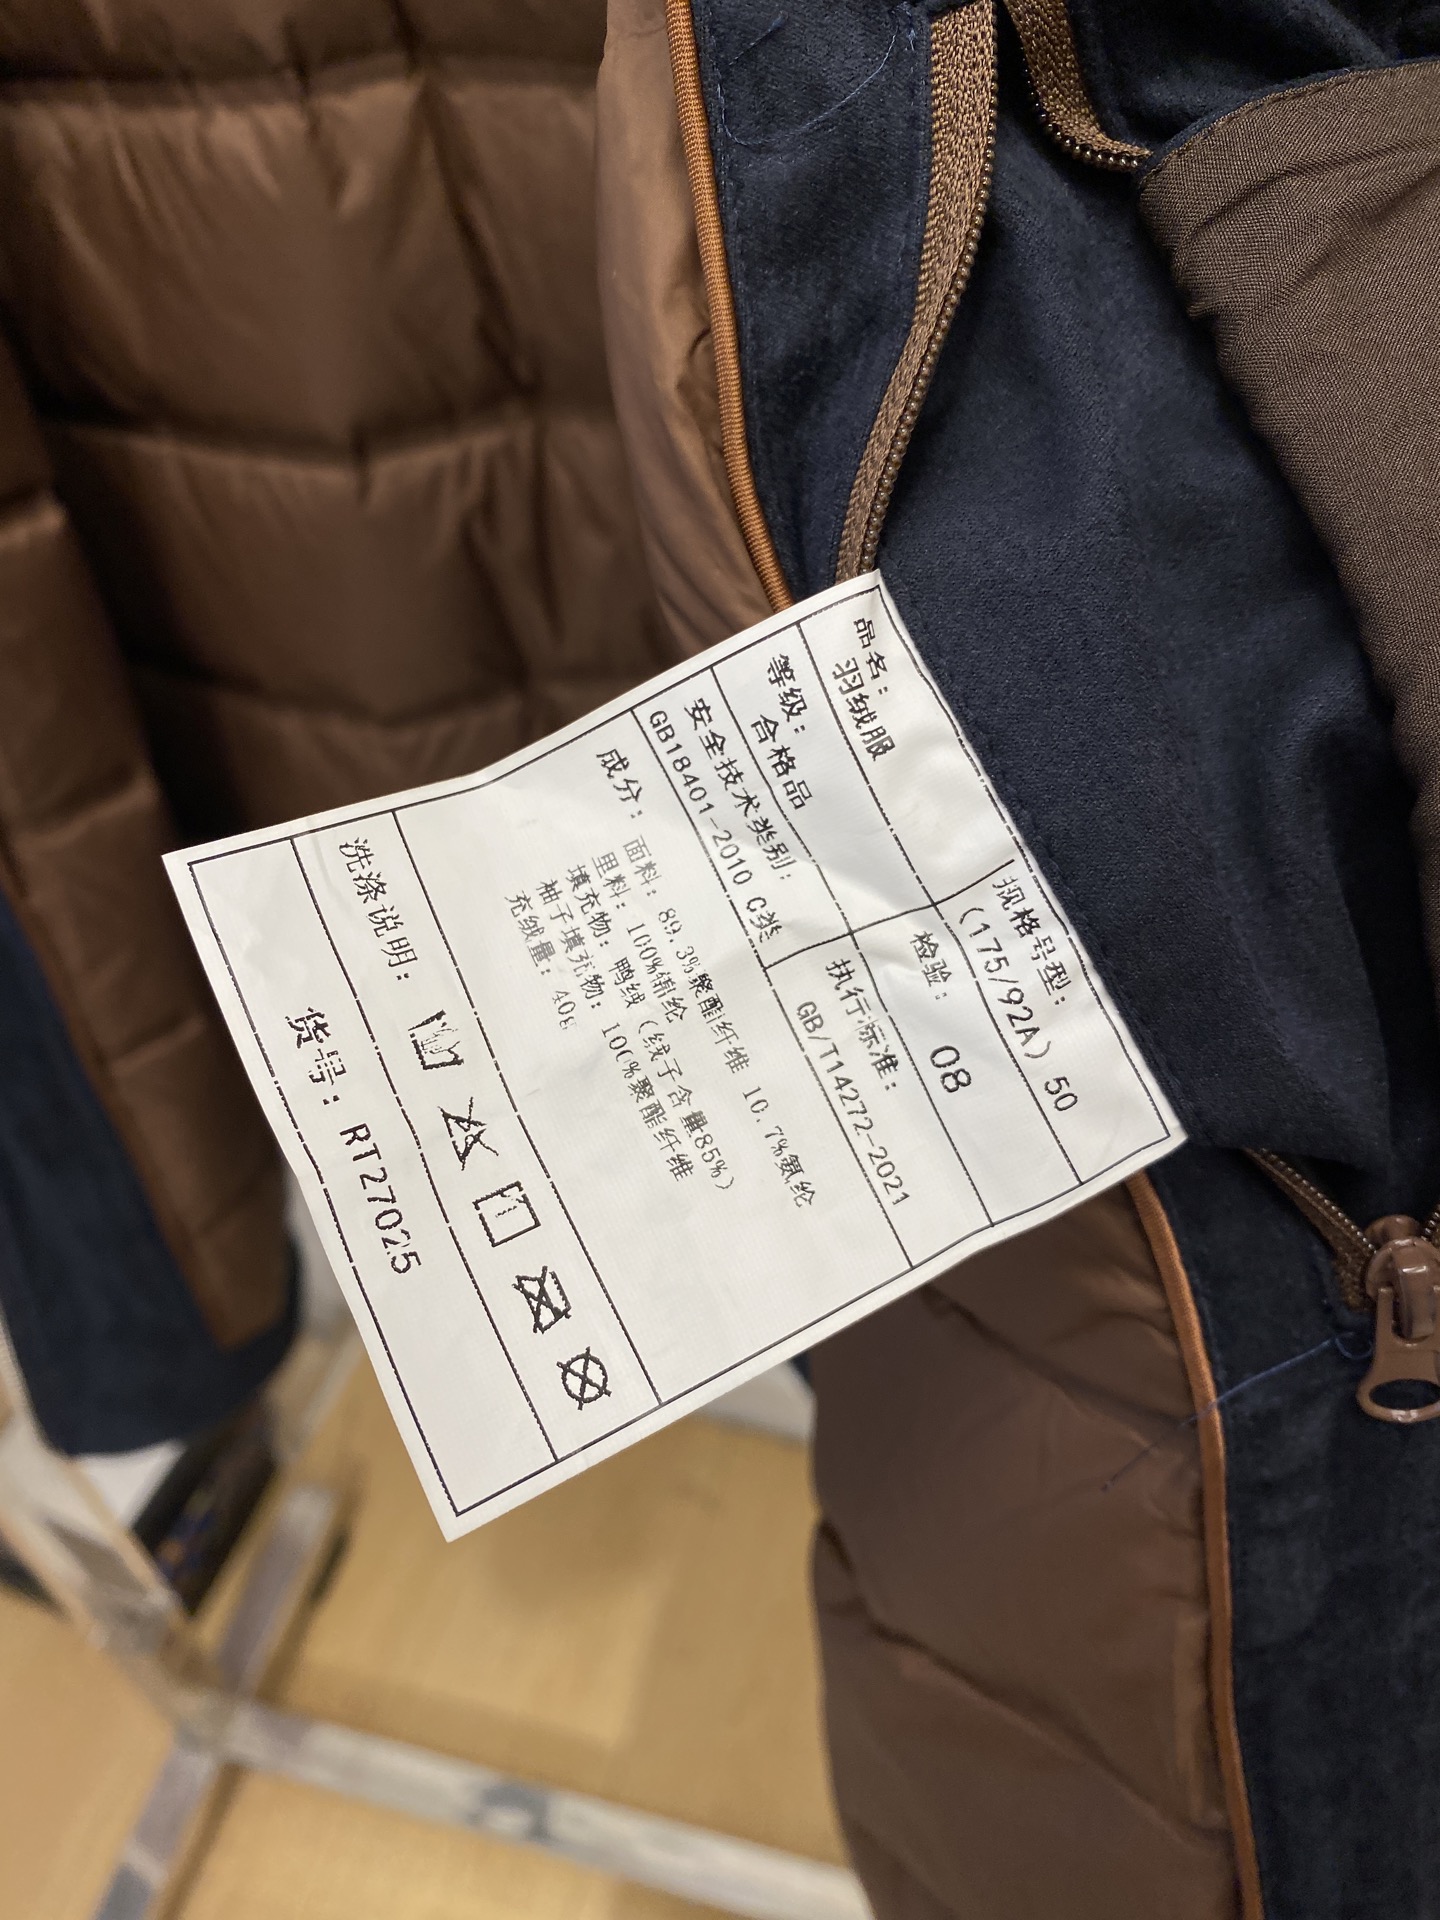 品名：
羽绒服
规格号型：
(175/92A) 50
等级：
合格品
检验：
08
安全技术类别：
GB18401-2010 C类
执行标准：
GB/T14272-2021
成分：
面料：89.3%聚酯纤维 10.7%氨纶
里料：100%锦纶
填充物：鸭绒（绒子含量85%）
袖子填充物：100%聚酯纤维
充绒量：40g
洗涤说明：
货号：RT27025